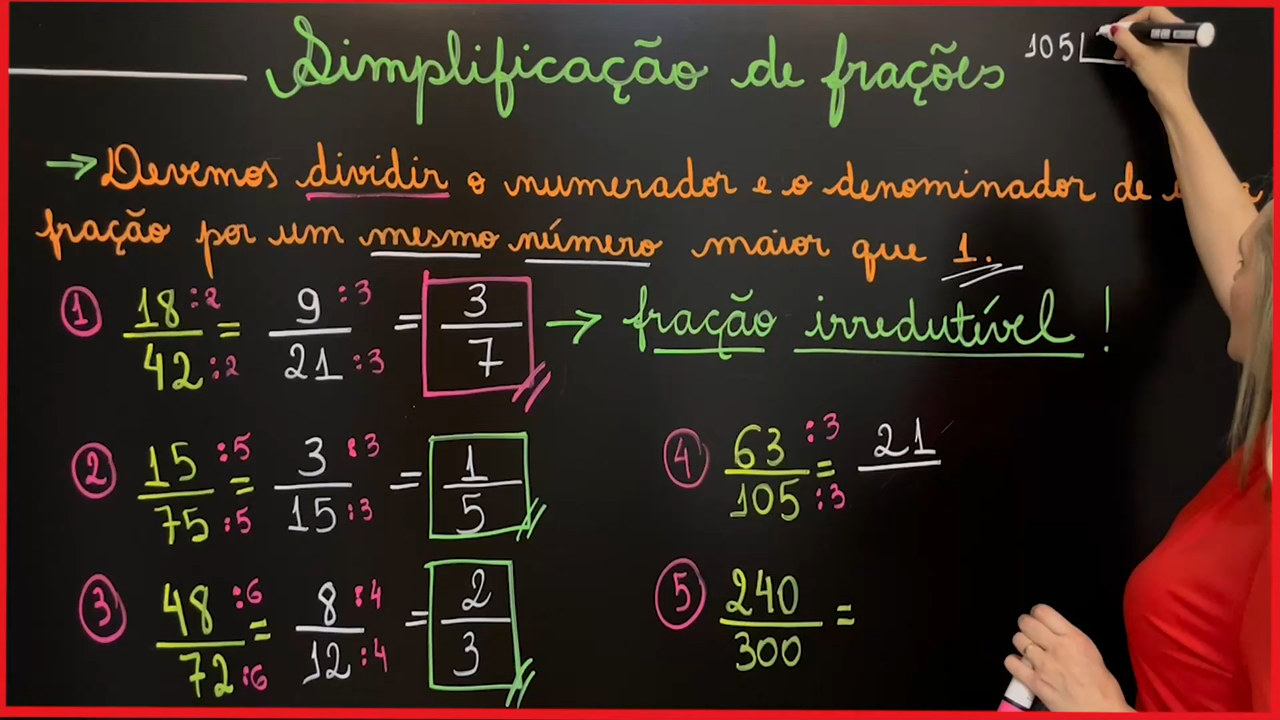 Simplificação de frações
105
→ Devemos dividir o numerador e o denominador de
fração por um mesmo número maior que 1.
① 18:2 / 42:2 = 9:3 / 21:3 = 3 / 7 → fração irredutível!
② 15:5 / 75:5 = 3:3 / 15:3 = 1 / 5
③ 48:6 / 72:6 = 8:4 / 12:4 = 2 / 3
④ 63:3 / 105:3 = 21
⑤ 240 / 300 =